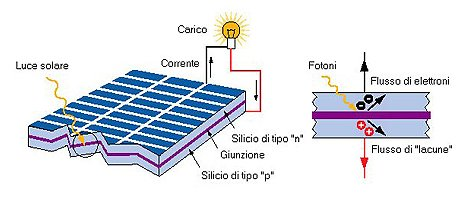 Carico
Luce solare
Corrente
Silicio di tipo "n"
Giunzione
Silicio di tipo "p"
Fotoni
Flusso di elettroni
Flusso di "lacune"